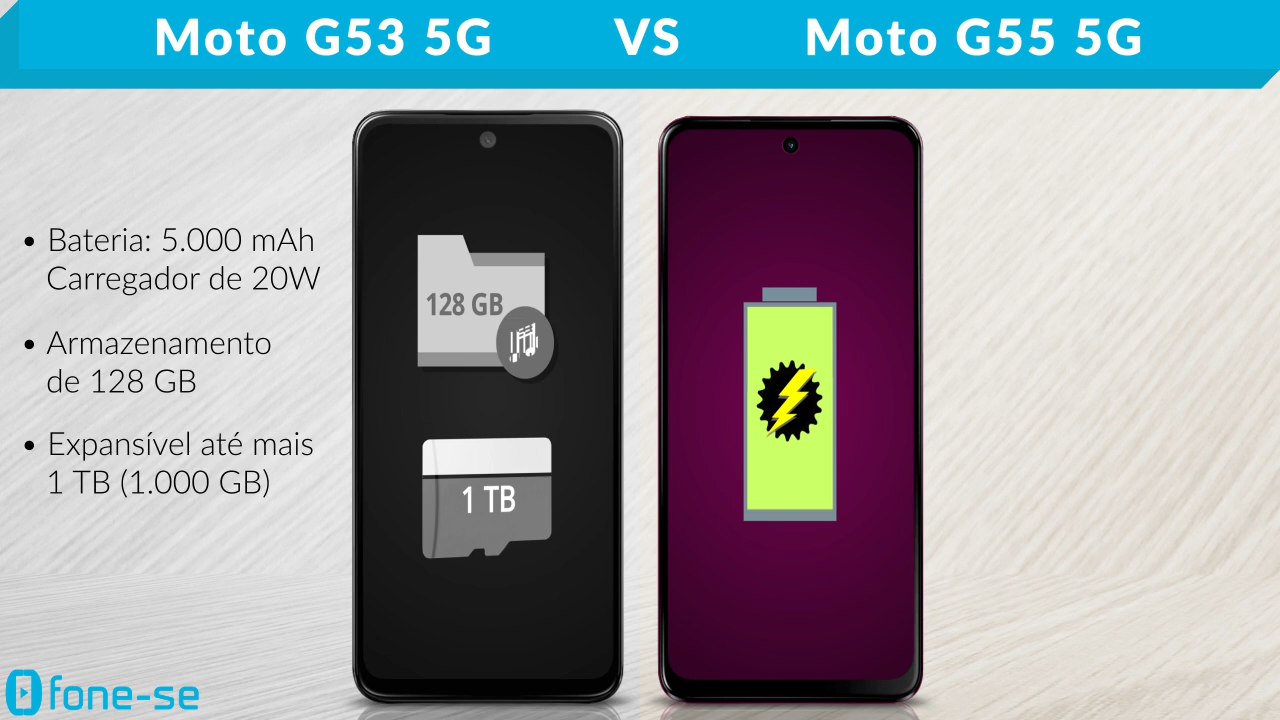 Moto G53 5G VS Moto G55 5G
• Bateria: 5.000 mAh
Carregador de 20W
• Armazenamento
de 128 GB
• Expansível até mais
1 TB (1.000 GB)
128 GB
1 TB
fone-se